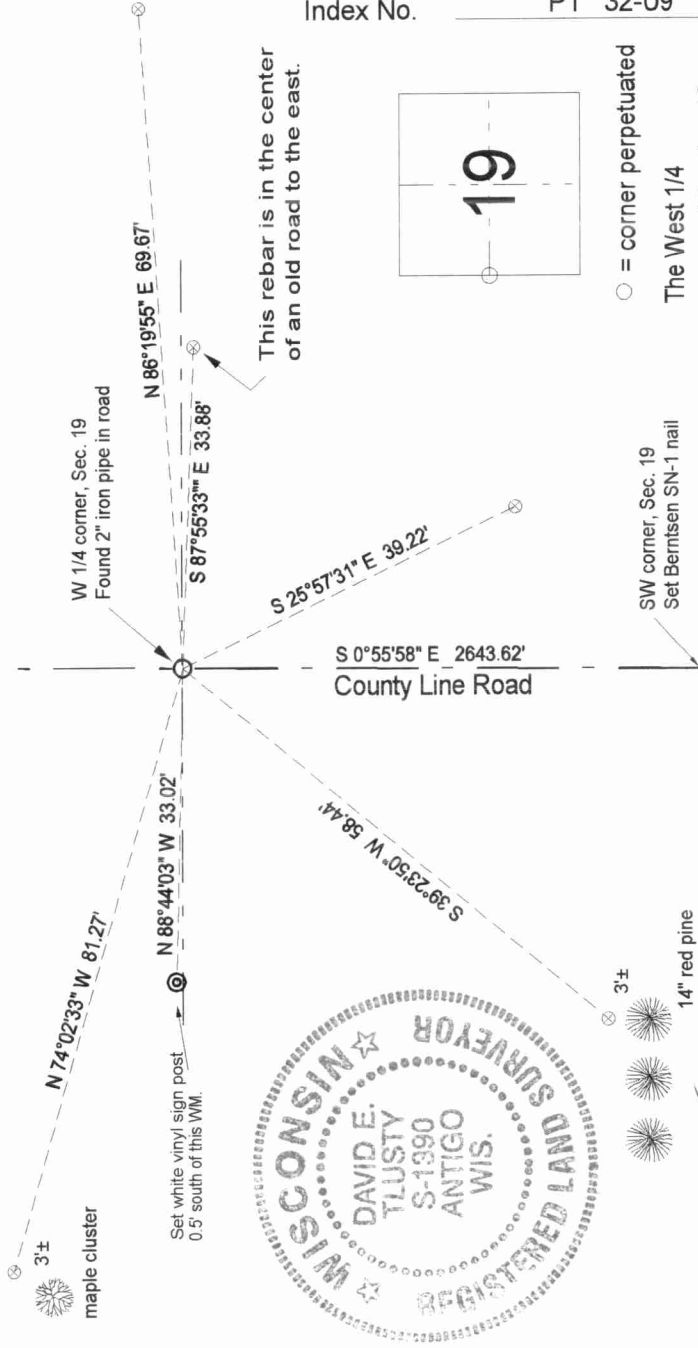 Index No. P1 32-09
W 1/4 corner, Sec. 19
Found 2" iron pipe in road
N 86°19'55" E 69.67'
N 74°02'33" W 81.27'
3'±
maple cluster
N 88°44'03" W 33.02'
Set white vinyl sign post
0.5' south of this WM.
S 87°55'33"" E 33.88'
This rebar is in the center
of an old road to the east.
S 25°57'31" E 39.22'
S 39°23'50" W 58.44'
S 0°55'58" E 2643.62'
County Line Road
3'±
14" red pine
SW corner, Sec. 19
Set Berntsen SN-1 nail
19
○ = corner perpetuated
The West 1/4
WISCONSIN
DAVID E.
TLUSTY
S-1390
ANTIGO
WIS.
REGISTERED LAND SURVEYOR